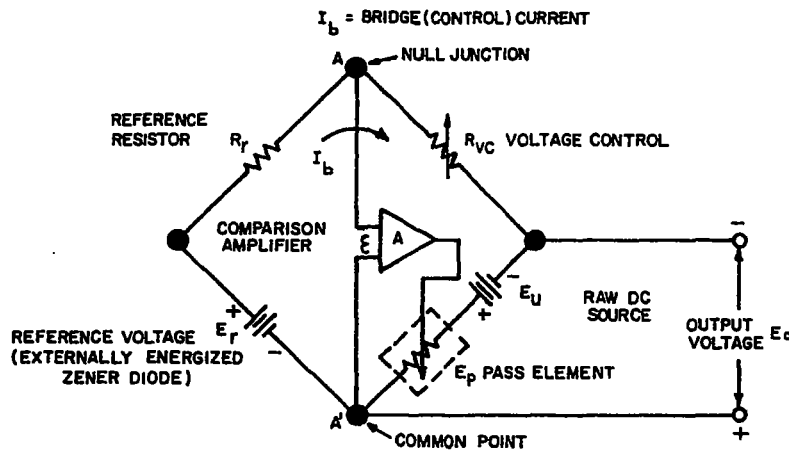 I_b = BRIDGE (CONTROL) CURRENT
A
NULL JUNCTION
REFERENCE
RESISTOR
R_r
I_b
R_VC VOLTAGE CONTROL
COMPARISON
AMPLIFIER
ε
A
−
+
E_r
−
REFERENCE VOLTAGE
(EXTERNALLY ENERGIZED
ZENER DIODE)
−
E_U
+
RAW DC
SOURCE
OUTPUT
VOLTAGE E_o
E_p PASS ELEMENT
A'
COMMON POINT
+